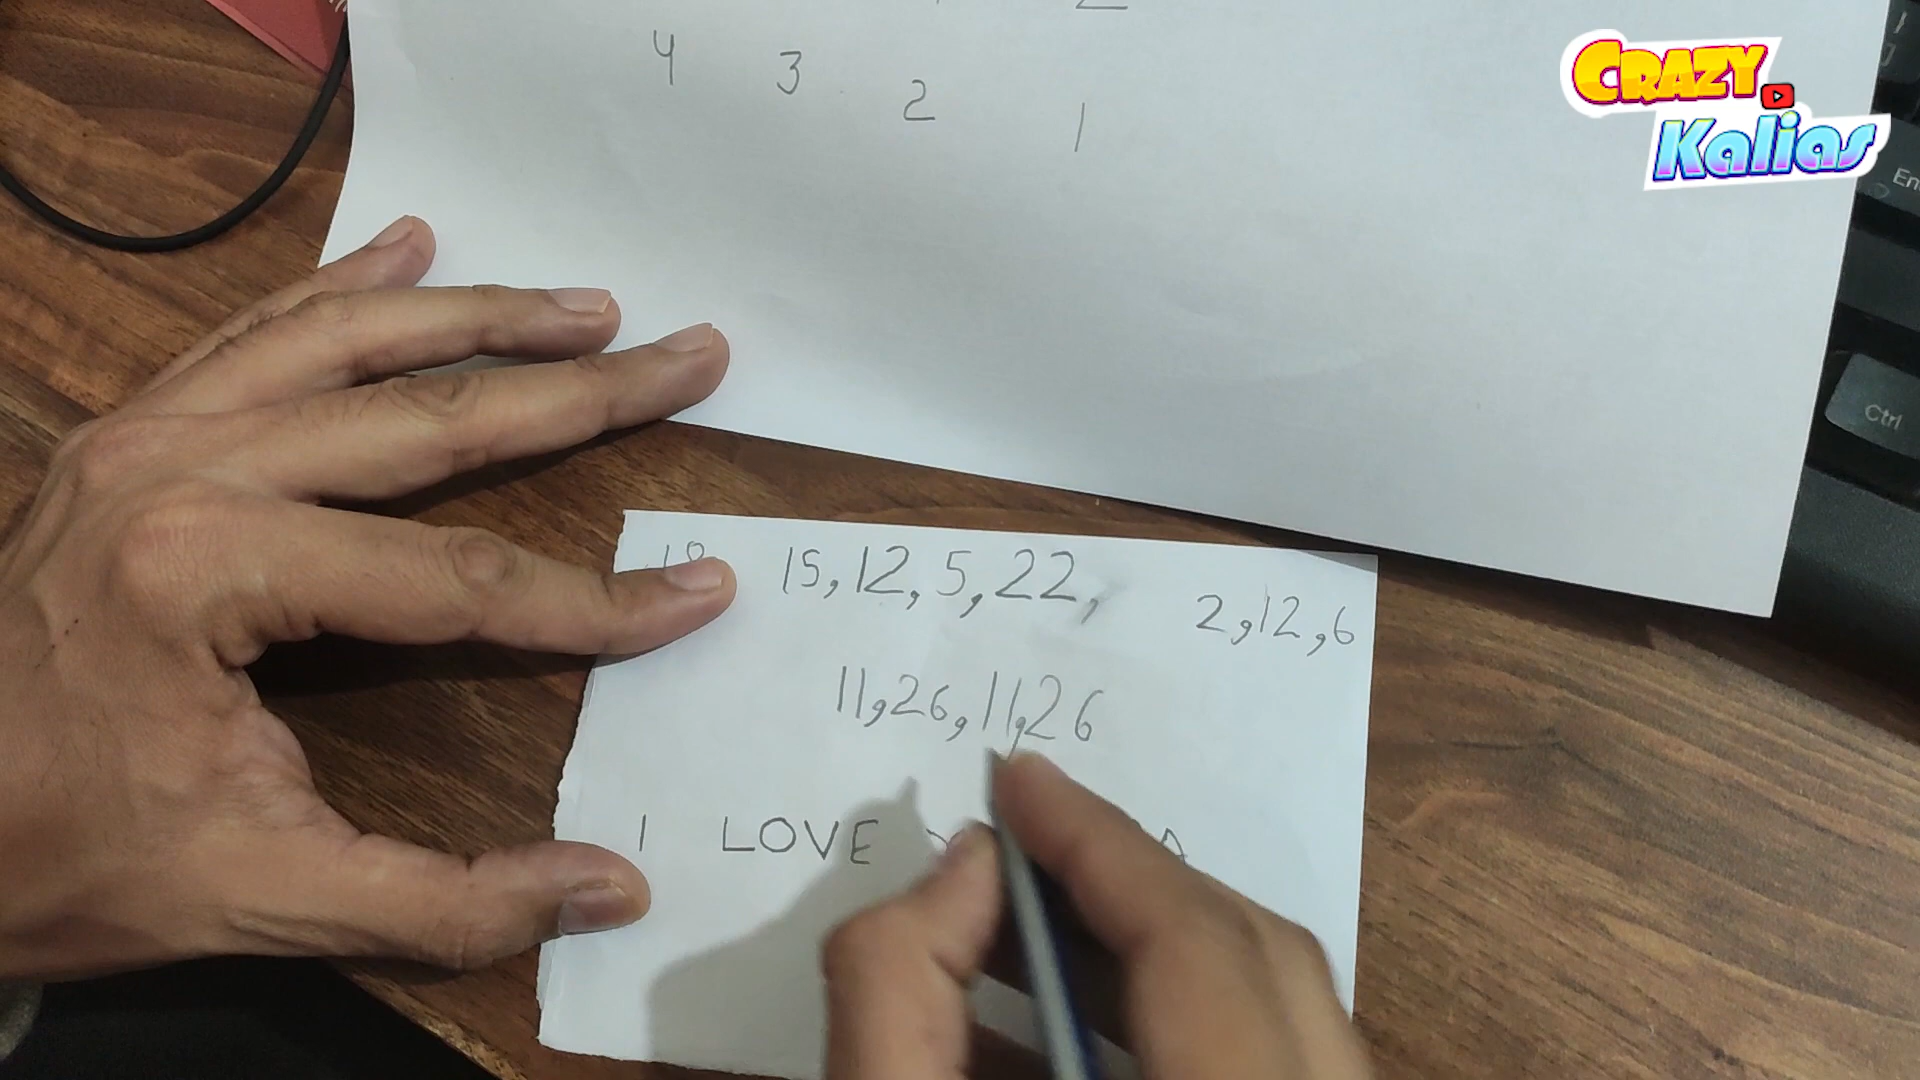 4 3 2 1
CRAZY
Kalias
Ctrl
15,12,5,22,
2,12,6
11,26,11,26
I LOVE